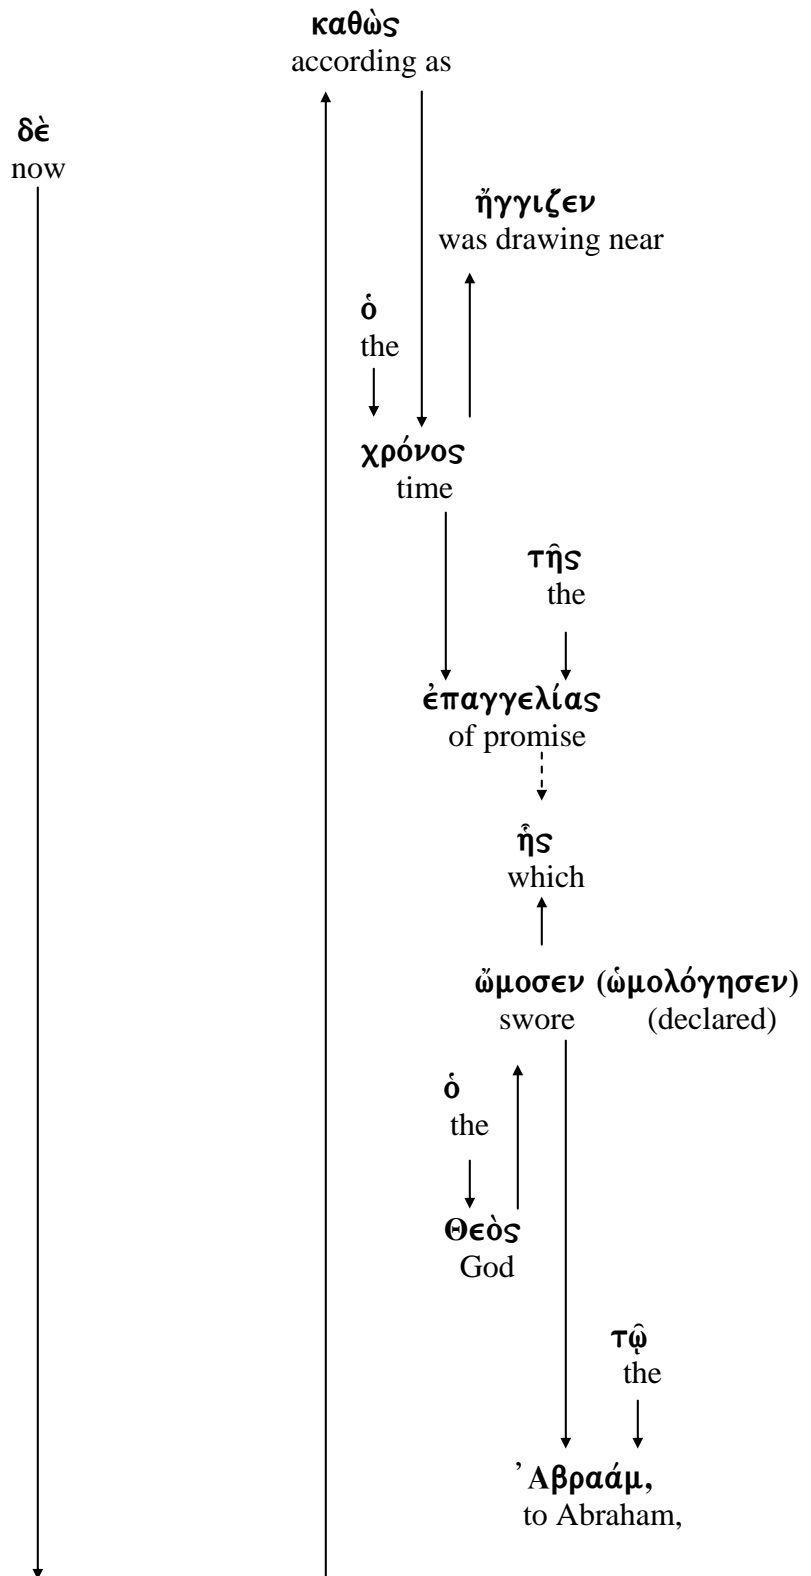 καθὼς
according as
δὲ
now
ἤγγιζεν
was drawing near
ὁ
the
χρόνος
time
τῆς
the
ἐπαγγελίας
of promise
ἧς
which
ὤμοσεν (ὡμολόγησεν)
swore (declared)
ὁ
the
Θεὸς
God
τῷ
the
Ἀβραάμ,
to Abraham,